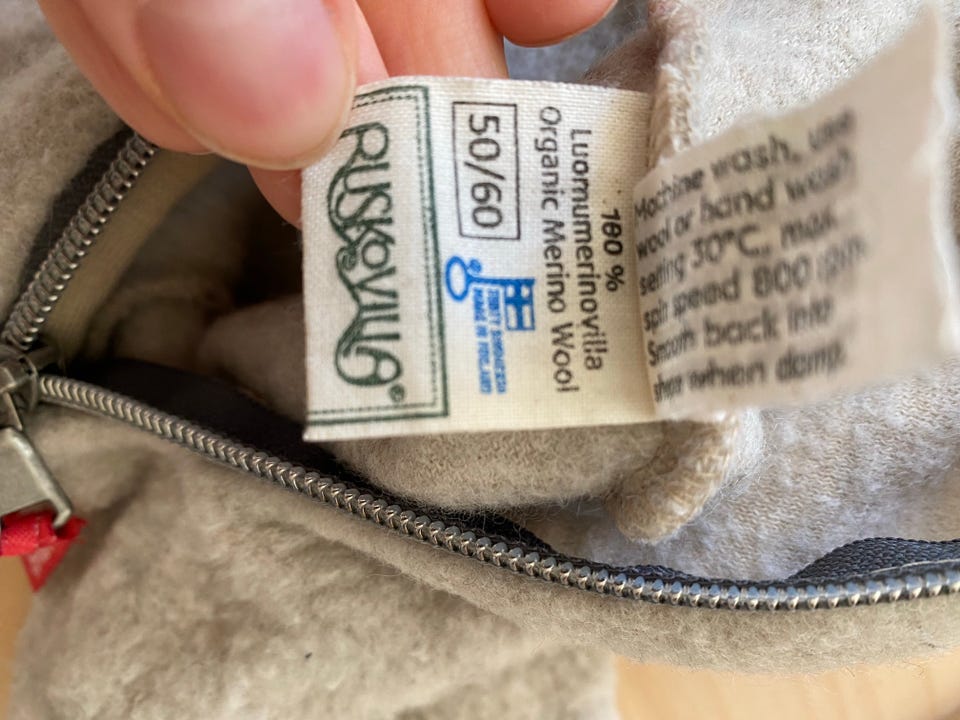 RUSKOVILLA®
50/60
MADE IN FINLAND
100 %
Luomumerinovilla
Organic Merino Wool
Machine wash, use
wool or hand wash
setting 30°C, max.
spin speed 800 rpm.
Smooth back into
shape when damp.